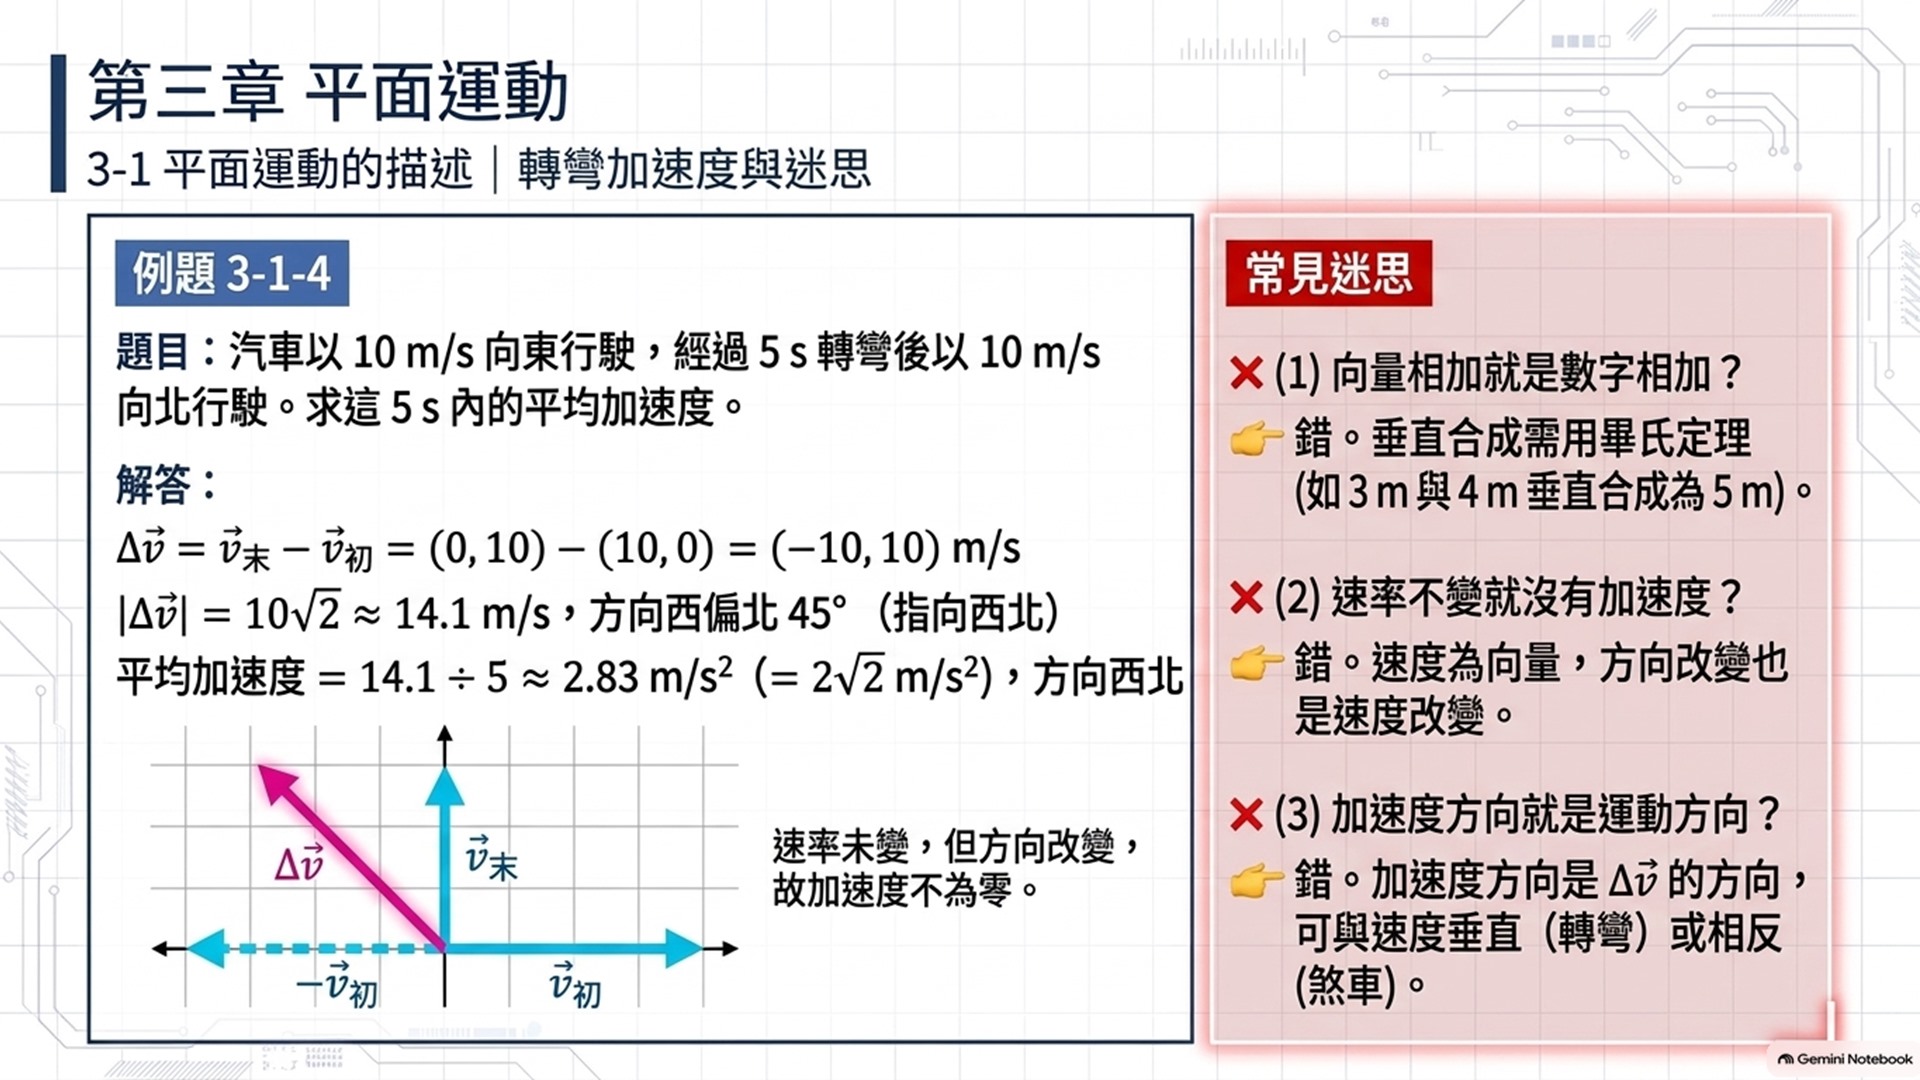 第三章 平面運動
3-1 平面運動的描述｜轉彎加速度與迷思
例題 3-1-4
題目：汽車以 10 m/s 向東行駛，經過 5 s 轉彎後以 10 m/s
向北行駛。求這 5 s 內的平均加速度。
解答：
Δv⃗ = v⃗末 − v⃗初 = (0, 10) − (10, 0) = (−10, 10) m/s
|Δv⃗| = 10√2 ≈ 14.1 m/s，方向西偏北 45°（指向西北）
平均加速度 = 14.1 ÷ 5 ≈ 2.83 m/s² (= 2√2 m/s²)，方向西北
Δv⃗
v⃗末
−v⃗初
v⃗初
速率未變，但方向改變，
故加速度不為零。
常見迷思
❌ (1) 向量相加就是數字相加？
👉 錯。垂直合成需用畢氏定理
(如 3 m 與 4 m 垂直合成為 5 m)。
❌ (2) 速率不變就沒有加速度？
👉 錯。速度為向量，方向改變也
是速度改變。
❌ (3) 加速度方向就是運動方向？
👉 錯。加速度方向是 Δv⃗ 的方向，
可與速度垂直（轉彎）或相反
(煞車)。
Gemini Notebook